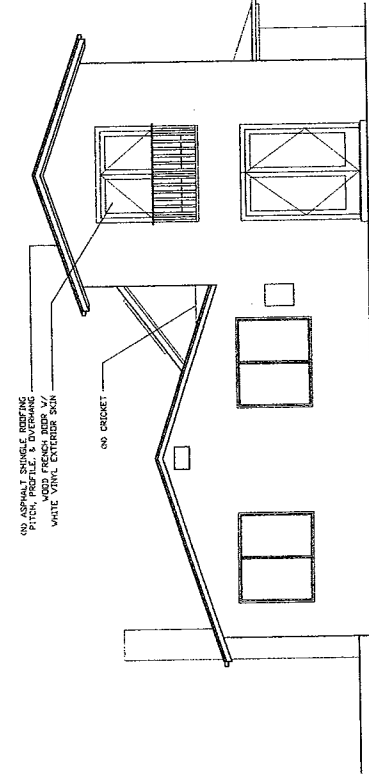 (N) ASPHALT SHINGLE ROOFING
PITCH, PROFILE, & OVERHANG
WOOD FRENCH DOOR W/
WHITE VINYL EXTERIOR SKIN
(N) CRICKET